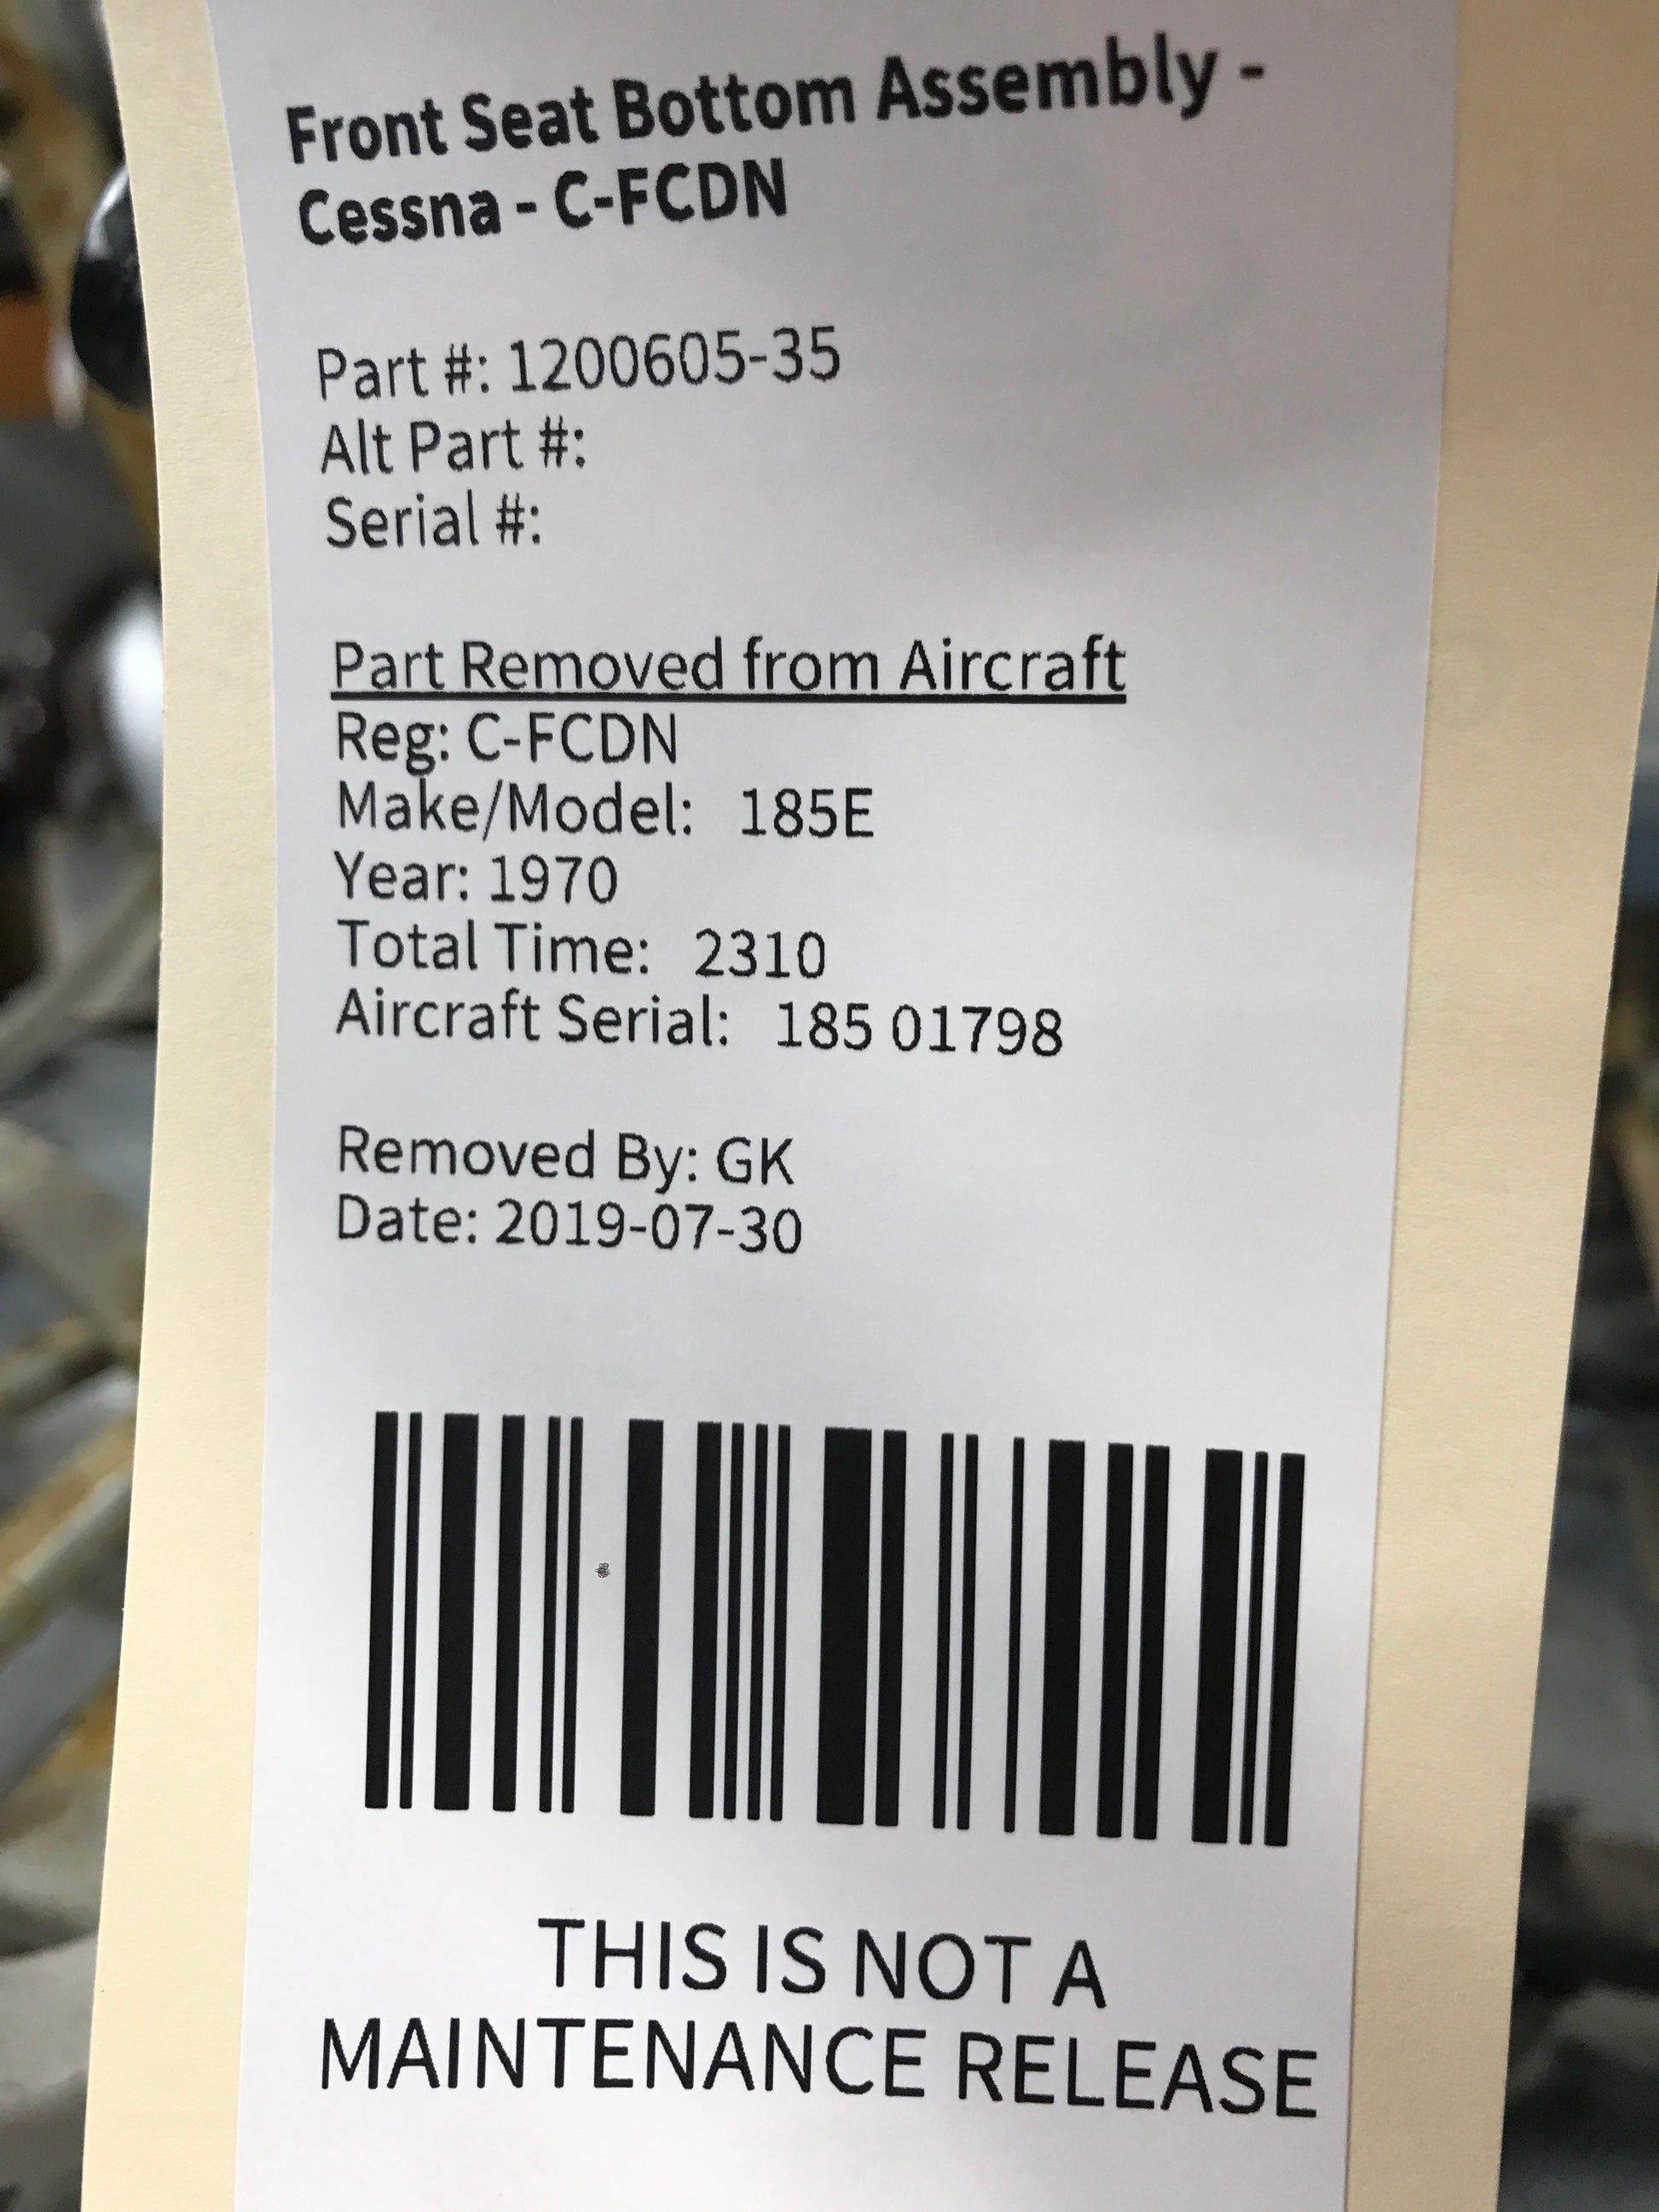 Front Seat Bottom Assembly -
Cessna - C-FCDN
Part #: 1200605-35
Alt Part #:
Serial #:
Part Removed from Aircraft
Reg: C-FCDN
Make/Model: 185E
Year: 1970
Total Time: 2310
Aircraft Serial: 185 01798
Removed By: GK
Date: 2019-07-30
THIS IS NOT A
MAINTENANCE RELEASE